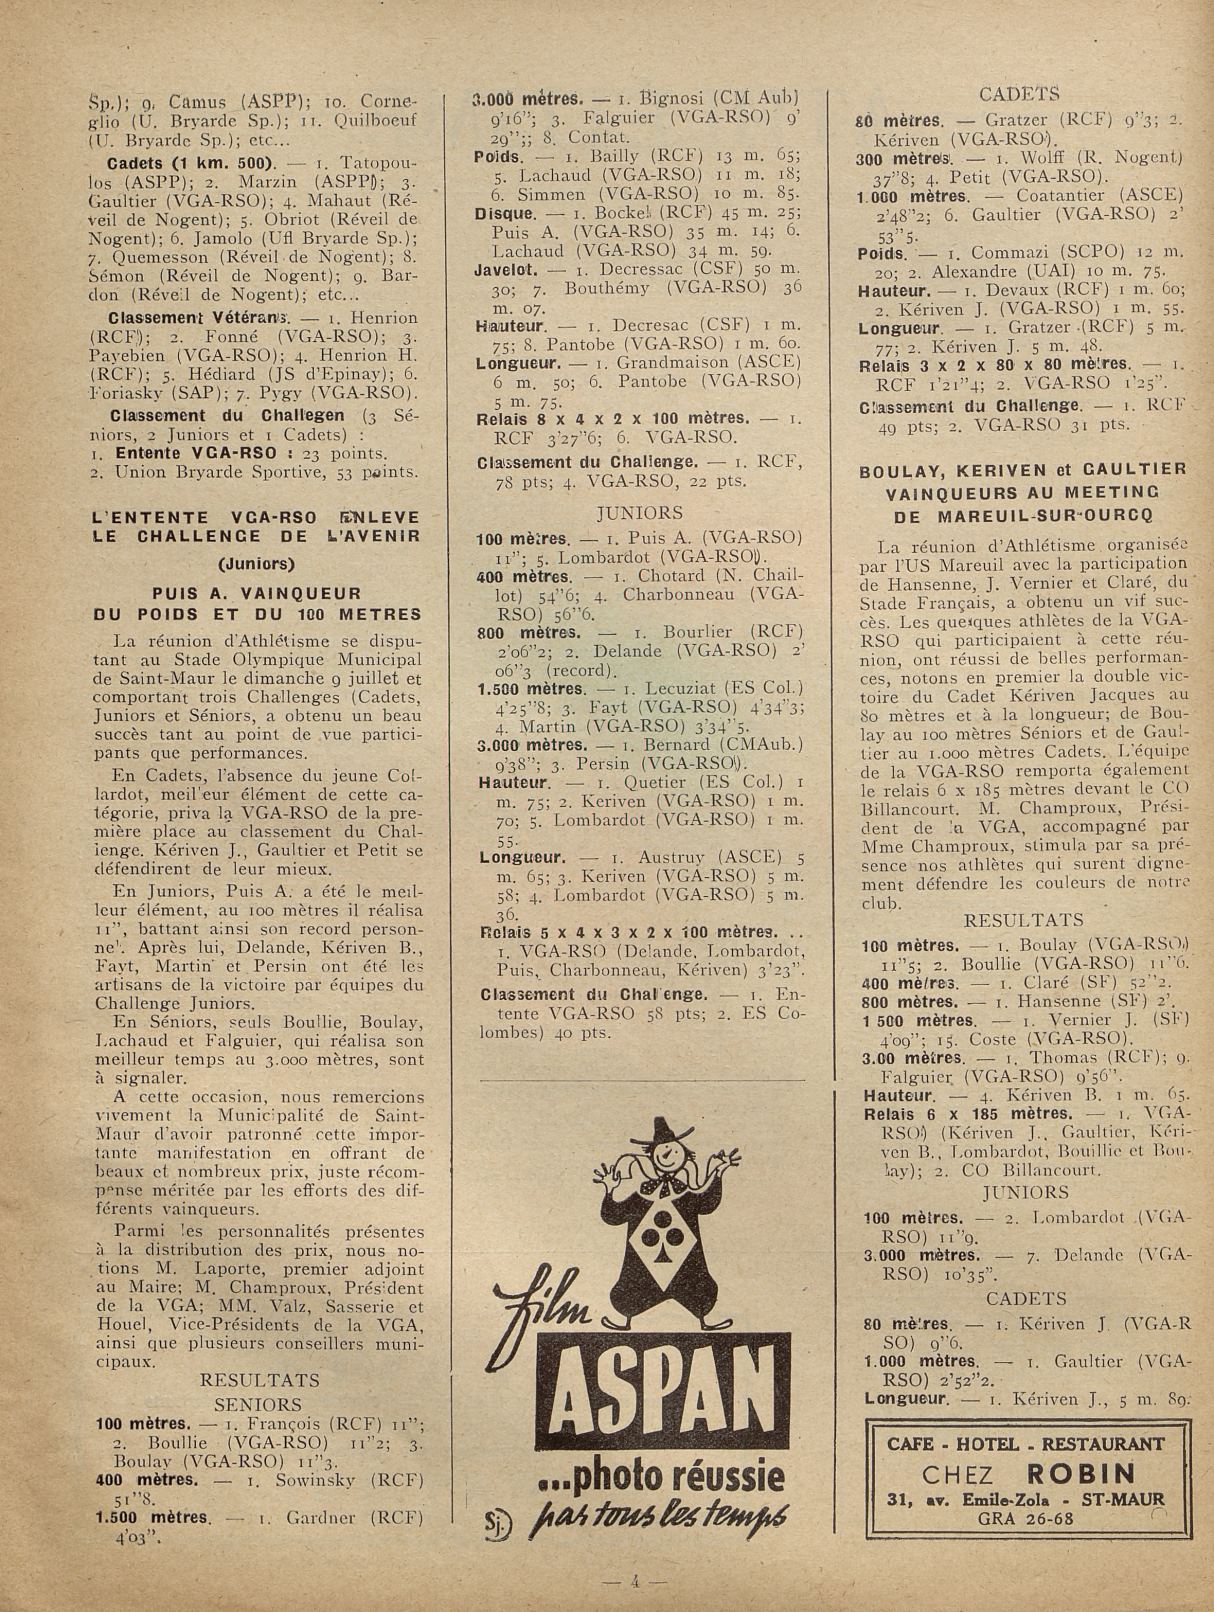 Sp.); 9. Camus (ASPP); 10. Corne-
glio (U. Bryarde Sp.); 11. Quilboeuf
(U. Bryarde Sp.); etc...
Cadets (1 km. 500). — 1. Tatopou-
los (ASPP); 2. Marzin (ASPP); 3.
Gaultier (VGA-RSO); 4. Mahaut (Ré-
veil de Nogent); 5. Obriot (Réveil de
Nogent); 6. Jamolo (Ufl Bryarde Sp.);
7. Quemesson (Réveil de Nogent); 8.
Sémon (Réveil de Nogent); 9. Bar-
don (Réveil de Nogent); etc...
Classement Vétérans. — 1. Henrion
(RCF); 2. Fonné (VGA-RSO); 3.
Payebien (VGA-RSO); 4. Henrion H.
(RCF); 5. Hédiard (JS d'Epinay); 6.
Foriasky (SAP); 7. Pygy (VGA-RSO).
Classement du Challegen (3 Sé-
niors, 2 Juniors et 1 Cadets) :
1. Entente VGA-RSO : 23 points.
2. Union Bryarde Sportive, 53 points.
L'ENTENTE VGA-RSO ENLEVE
LE CHALLENGE DE L'AVENIR
(Juniors)
PUIS A. VAINQUEUR
DU POIDS ET DU 100 METRES
La réunion d'Athlétisme se dispu-
tant au Stade Olympique Municipal
de Saint-Maur le dimanche 9 juillet et
comportant trois Challenges (Cadets,
Juniors et Séniors, a obtenu un beau
succès tant au point de vue partici-
pants que performances.
En Cadets, l'absence du jeune Col-
lardot, meil'eur élément de cette ca-
tégorie, priva la VGA-RSO de la pre-
mière place au classement du Chal-
lenge. Kériven J., Gaultier et Petit se
défendirent de leur mieux.
En Juniors, Puis A. a été le meil-
leur élément, au 100 mètres il réalisa
11", battant ainsi son record person-
nel. Après lui, Delande, Kériven B.,
Fayt, Martin et Persin ont été les
artisans de la victoire par équipes du
Challenge Juniors.
En Séniors, seuls Boullie, Boulay,
Lachaud et Falguier, qui réalisa son
meilleur temps au 3.000 mètres, sont
à signaler.
A cette occasion, nous remercions
vivement la Municipalité de Saint-
Maur d'avoir patronné cette impor-
tante manifestation en offrant de
beaux et nombreux prix, juste récom-
pense méritée par les efforts des dif-
férents vainqueurs.
Parmi les personnalités présentes
à la distribution des prix, nous no-
tions M. Laporte, premier adjoint
au Maire; M. Champroux, Président
de la VGA; MM. Valz, Sasserie et
Houel, Vice-Présidents de la VGA,
ainsi que plusieurs conseillers muni-
cipaux.
RESULTATS
SENIORS
100 mètres. — 1. François (RCF) 11";
2. Boullie (VGA-RSO) 11"2; 3.
Boulay (VGA-RSO) 11"3.
400 mètres. — 1. Sowinsky (RCF)
51"8.
1.500 mètres. — 1. Gardner (RCF)
4'03".
3.000 mètres. — 1. Bignosi (CM Aub)
9'16"; 3. Falguier (VGA-RSO) 9'
29";; 8. Contat.
Poids. — 1. Bailly (RCF) 13 m. 65;
5. Lachaud (VGA-RSO) 11 m. 18;
6. Simmen (VGA-RSO) 10 m. 85.
Disque. — 1. Bockel (RCF) 45 m. 25;
Puis A. (VGA-RSO) 35 m. 14; 6.
Lachaud (VGA-RSO) 34 m. 59.
Javelot. — 1. Decressac (CSF) 50 m.
30; 7. Bouthémy (VGA-RSO) 36
m. 07.
Hauteur. — 1. Decresac (CSF) 1 m.
75; 8. Pantobe (VGA-RSO) 1 m. 60.
Longueur. — 1. Grandmaison (ASCE)
6 m. 50; 6. Pantobe (VGA-RSO)
5 m. 75.
Relais 8 x 4 x 2 x 100 mètres. — 1.
RCF 3'27"6; 6. VGA-RSO.
Classement du Challenge. — 1. RCF,
78 pts; 4. VGA-RSO, 22 pts.
JUNIORS
100 mètres. — 1. Puis A. (VGA-RSO)
11"; 5. Lombardot (VGA-RSO).
400 mètres. — 1. Chotard (N. Chail-
lot) 54"6; 4. Charbonneau (VGA-
RSO) 56"6.
800 mètres. — 1. Bourlier (RCF)
2'06"2; 2. Delande (VGA-RSO) 2'
06"3 (record).
1.500 mètres. — 1. Lecuziat (ES Col.)
4'25"8; 3. Fayt (VGA-RSO) 4'34"3;
4. Martin (VGA-RSO) 3'34"5.
3.000 mètres. — 1. Bernard (CMAub.)
9'38"; 3. Persin (VGA-RSO).
Hauteur. — 1. Quetier (ES Col.) 1
m. 75; 2. Keriven (VGA-RSO) 1 m.
70; 5. Lombardot (VGA-RSO) 1 m.
55.
Longueur. — 1. Austruy (ASCE) 5
m. 65; 3. Keriven (VGA-RSO) 5 m.
58; 4. Lombardot (VGA-RSO) 5 m.
36.
Relais 5 x 4 x 3 x 2 x 100 mètres. ..
1. VGA-RSO (Delande, Lombardot,
Puis, Charbonneau, Kériven) 3'23".
Classement du Challenge. — 1. En-
tente VGA-RSO 58 pts; 2. ES Co-
lombes) 40 pts.
film
ASPAN
...photo réussie
par tous les temps
Sj.
CADETS
80 mètres. — Gratzer (RCF) 9"3; 2.
Kériven (VGA-RSO).
300 mètres. — 1. Wolff (R. Nogent)
37"8; 4. Petit (VGA-RSO).
1.000 mètres. — Coatantier (ASCE)
2'48"2; 6. Gaultier (VGA-RSO) 2'
53"5.
Poids. — 1. Commazi (SCPO) 12 m.
20; 2. Alexandre (UAI) 10 m. 75.
Hauteur. — 1. Devaux (RCF) 1 m. 60;
2. Kériven J. (VGA-RSO) 1 m. 55.
Longueur. — 1. Gratzer (RCF) 5 m.
77; 2. Kériven J. 5 m. 48.
Relais 3 x 2 x 80 x 80 mètres. — 1.
RCF 1'21"4; 2. VGA-RSO 1'25".
Classement du Challenge. — 1. RCF
49 pts; 2. VGA-RSO 31 pts.
BOULAY, KERIVEN et GAULTIER
VAINQUEURS AU MEETING
DE MAREUIL-SUR-OURCQ
La réunion d'Athlétisme organisée
par l'US Mareuil avec la participation
de Hansenne, J. Vernier et Claré, du
Stade Français, a obtenu un vif suc-
cès. Les quelques athlètes de la VGA-
RSO qui participaient à cette réu-
nion, ont réussi de belles performan-
ces, notons en premier la double vic-
toire du Cadet Kériven Jacques au
80 mètres et à la longueur; de Bou-
lay au 100 mètres Séniors et de Gaul-
tier au 1.000 mètres Cadets. L'équipe
de la VGA-RSO remporta également
le relais 6 x 185 mètres devant le CO
Billancourt. M. Champroux, Prési-
dent de la VGA, accompagné par
Mme Champroux, stimula par sa pré-
sence nos athlètes qui surent digne-
ment défendre les couleurs de notre
club.
RESULTATS
100 mètres. — 1. Boulay (VGA-RSO)
11"5; 2. Boullie (VGA-RSO) 11"6.
400 mètres. — 1. Claré (SF) 52"2.
800 mètres. — 1. Hansenne (SF) 2'.
1 500 mètres. — 1. Vernier J. (SF)
4'09"; 15. Coste (VGA-RSO).
3.00 mètres. — 1. Thomas (RCF); 9.
Falguier (VGA-RSO) 9'56".
Hauteur. — 4. Kériven B. 1 m. 65.
Relais 6 x 185 mètres. — 1. VGA-
RSO) (Kériven J., Gaultier, Kéri-
ven B., Lombardot, Bouillie et Bou-
lay); 2. CO Billancourt.
JUNIORS
100 mètres. — 2. Lombardot (VGA-
RSO) 11"9.
3.000 mètres. — 7. Delande (VGA-
RSO) 10'35".
CADETS
80 mètres. — 1. Kériven J. (VGA-R
SO) 9"6.
1.000 mètres. — 1. Gaultier (VGA-
RSO) 2'52"2.
Longueur. — 1. Kériven J., 5 m. 89.
CAFE - HOTEL - RESTAURANT
CHEZ ROBIN
31, av. Emile-Zola - ST-MAUR
GRA 26-68
— 4 —